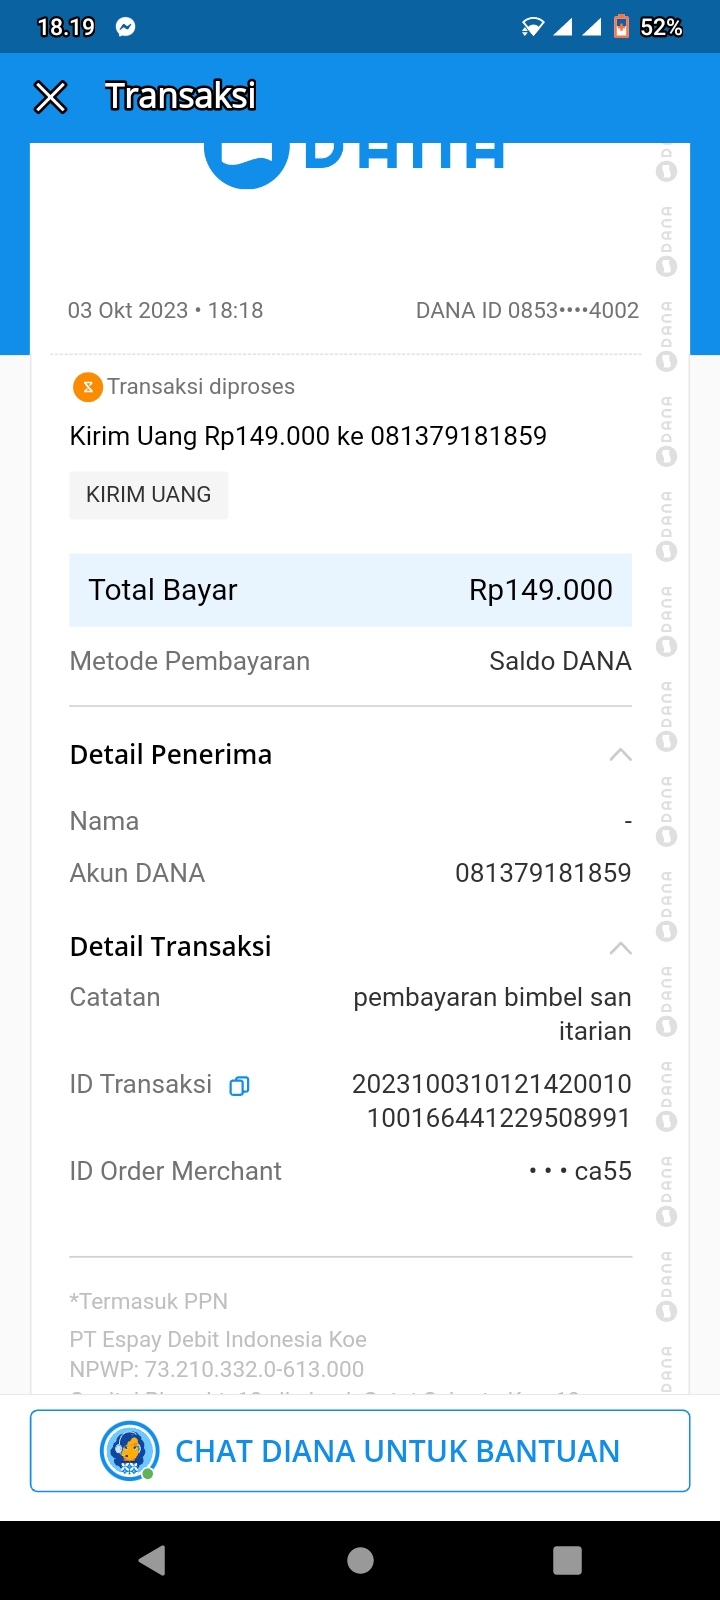 18.19
52%
Transaksi
DANA
03 Okt 2023 • 18:18
DANA ID 0853••••4002
Transaksi diproses
Kirim Uang Rp149.000 ke 081379181859
KIRIM UANG
Total Bayar
Rp149.000
Metode Pembayaran
Saldo DANA
Detail Penerima
Nama
-
Akun DANA
081379181859
Detail Transaksi
Catatan
pembayaran bimbel san
itarian
ID Transaksi
2023100310121420010
100166441229508991
ID Order Merchant
• • • ca55
*Termasuk PPN
PT Espay Debit Indonesia Koe
NPWP: 73.210.332.0-613.000
CHAT DIANA UNTUK BANTUAN